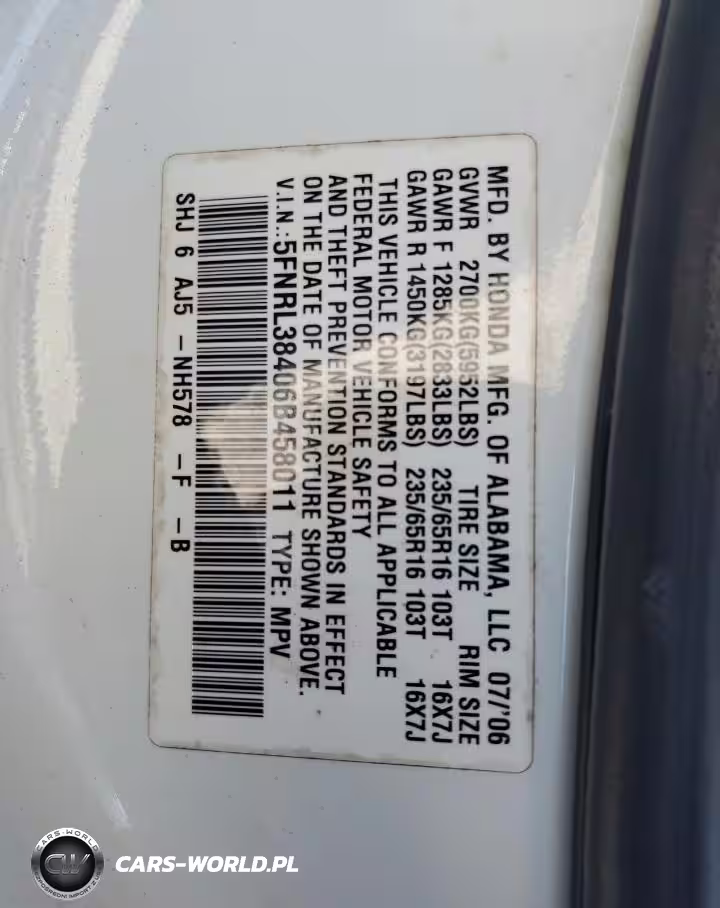 MFD. BY HONDA MFG. OF ALABAMA, LLC 07/'06
GVWR 2700KG(5952LBS) TIRE SIZE RIM SIZE
GAWR F 1285KG(2833LBS) 235/65R16 103T 16X7J
GAWR R 1450KG(3197LBS) 235/65R16 103T 16X7J
THIS VEHICLE CONFORMS TO ALL APPLICABLE
FEDERAL MOTOR VEHICLE SAFETY
AND THEFT PREVENTION STANDARDS IN EFFECT
ON THE DATE OF MANUFACTURE SHOWN ABOVE.
V.I.N.: 5FNRL38406B458011 TYPE: MPV
SHJ 6 AJ5 -NH578 -F -B
CARS-WORLD
CW
CARS-WORLD.PL